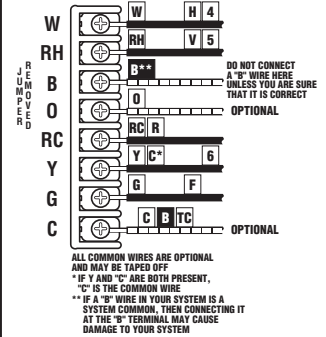 W W H 4
RH RH V 5
JUMPER REMOVED
B B** DO NOT CONNECT
A "B" WIRE HERE
UNLESS YOU ARE SURE
THAT IT IS CORRECT
O O OPTIONAL
RC RC R
Y Y C* 6
G G F
C C B TC OPTIONAL
ALL COMMON WIRES ARE OPTIONAL
AND MAY BE TAPED OFF
* IF Y AND "C" ARE BOTH PRESENT,
"C" IS THE COMMON WIRE
** IF A "B" WIRE IN YOUR SYSTEM IS A
SYSTEM COMMON, THEN CONNECTING IT
AT THE "B" TERMINAL MAY CAUSE
DAMAGE TO YOUR SYSTEM